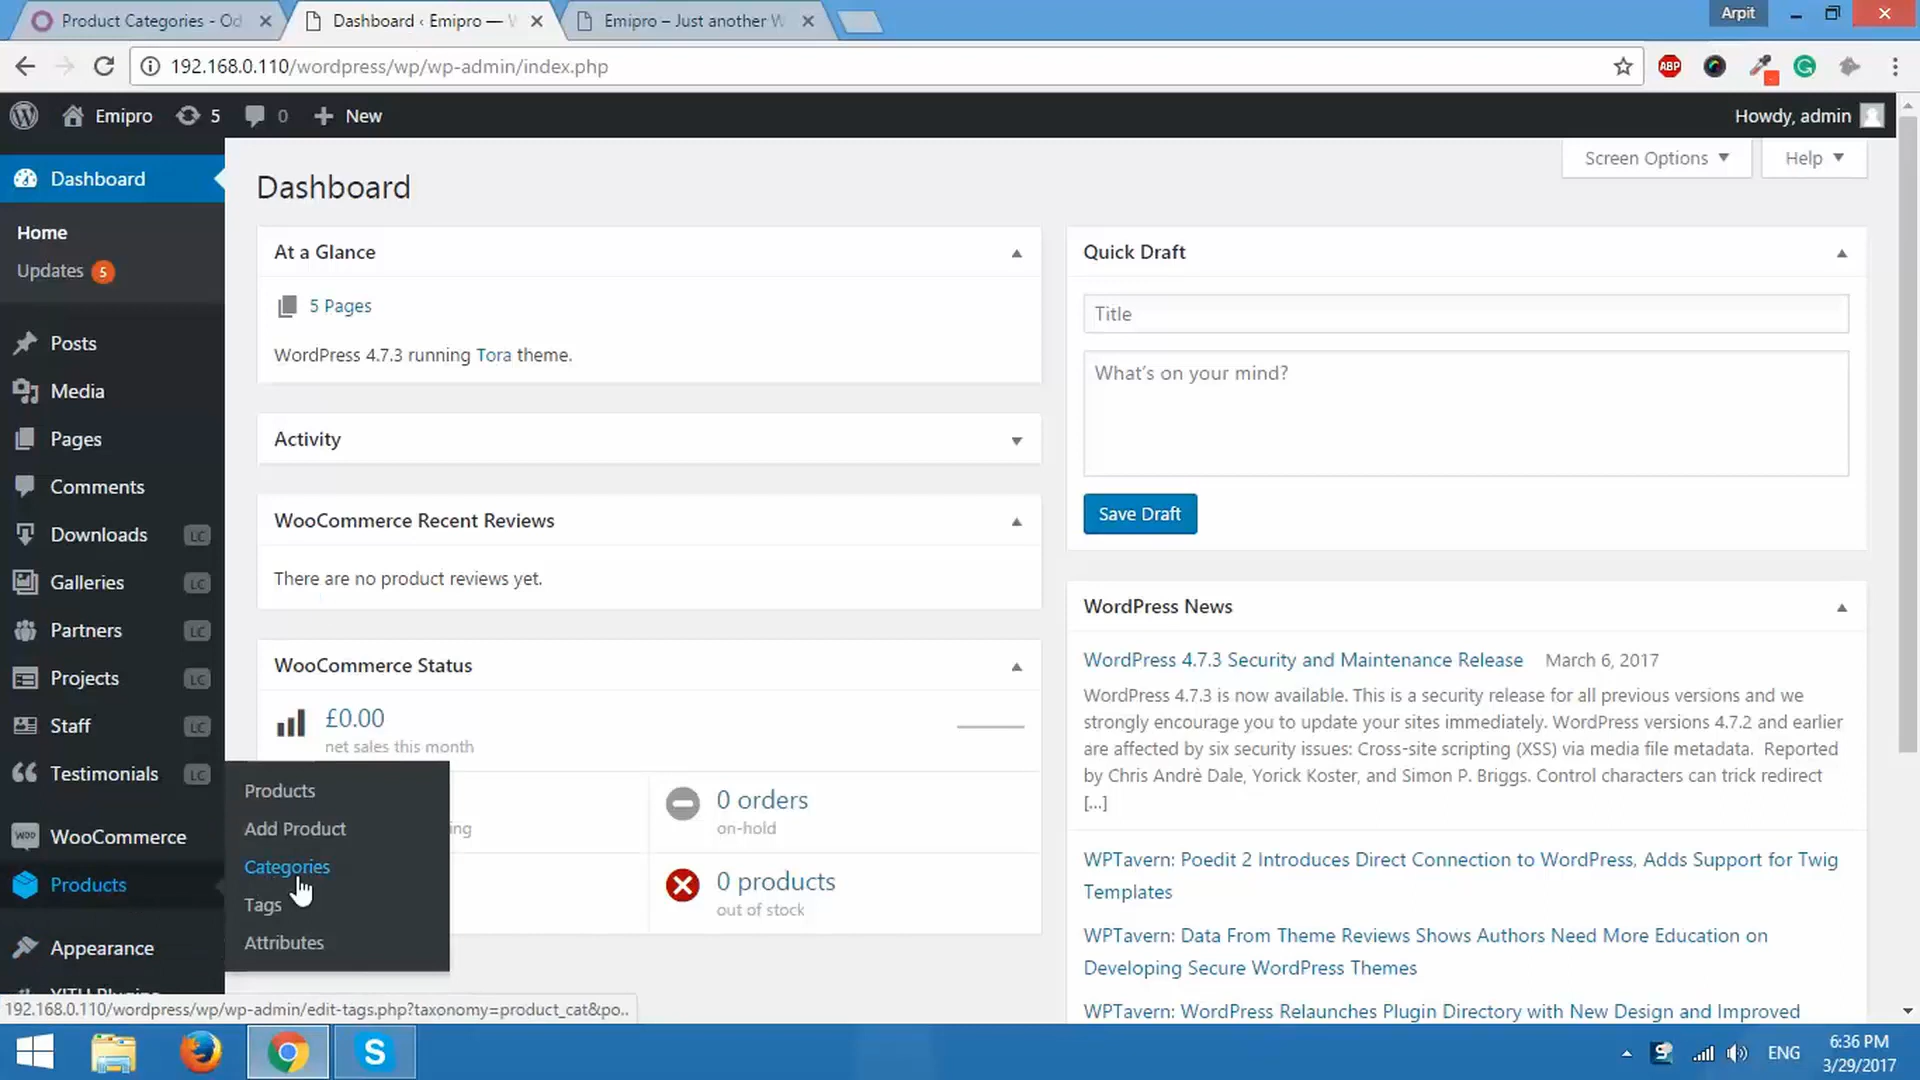 Product Categories - Od
Dashboard ‹ Emipro — W
Emipro – Just another W
Arpit
192.168.0.110/wordpress/wp/wp-admin/index.php
ABP
Emipro
5
0
New
Howdy, admin
Dashboard
Home
Updates 5
Posts
Media
Pages
Comments
Downloads LC
Galleries LC
Partners LC
Projects LC
Staff LC
Testimonials LC
WooCommerce
Products
Appearance
YITH Plugins
Products
Add Product
Categories
Tags
Attributes
Screen Options
Help
Dashboard
At a Glance
5 Pages
WordPress 4.7.3 running Tora theme.
Activity
WooCommerce Recent Reviews
There are no product reviews yet.
WooCommerce Status
£0.00
net sales this month
ing
0 orders
on-hold
0 products
out of stock
Quick Draft
Title
What's on your mind?
Save Draft
WordPress News
WordPress 4.7.3 Security and Maintenance Release March 6, 2017
WordPress 4.7.3 is now available. This is a security release for all previous versions and we
strongly encourage you to update your sites immediately. WordPress versions 4.7.2 and earlier
are affected by six security issues: Cross-site scripting (XSS) via media file metadata. Reported
by Chris Andrè Dale, Yorick Koster, and Simon P. Briggs. Control characters can trick redirect
[...]
WPTavern: Poedit 2 Introduces Direct Connection to WordPress, Adds Support for Twig
Templates
WPTavern: Data From Theme Reviews Shows Authors Need More Education on
Developing Secure WordPress Themes
WPTavern: WordPress Relaunches Plugin Directory with New Design and Improved
192.168.0.110/wordpress/wp/wp-admin/edit-tags.php?taxonomy=product_cat&po..
ENG
6:36 PM
3/29/2017